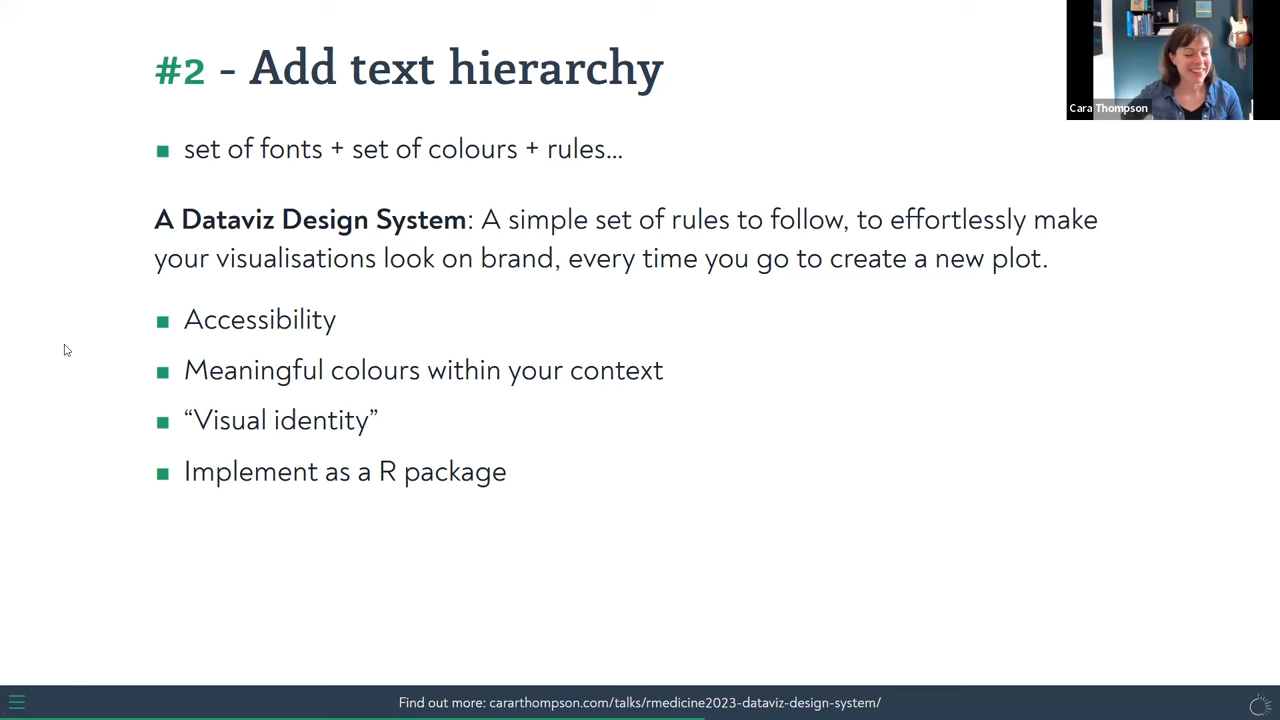 #2 - Add text hierarchy
Cara Thompson
set of fonts + set of colours + rules...
A Dataviz Design System: A simple set of rules to follow, to effortlessly make
your visualisations look on brand, every time you go to create a new plot.
Accessibility
Meaningful colours within your context
“Visual identity”
Implement as a R package
Find out more: cararthompson.com/talks/rmedicine2023-dataviz-design-system/